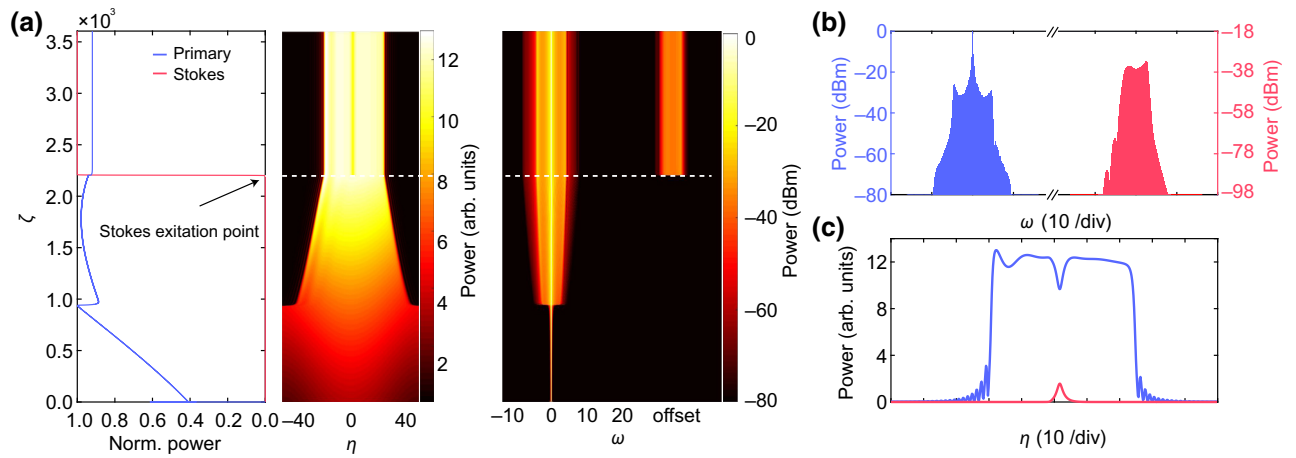 (a)
×10³
3.5
3.0
2.5
2.0
1.5
1.0
0.5
0.0
ζ
Primary
Stokes
Stokes exitation point
1.0 0.8 0.6 0.4 0.2 0.0
Norm. power
12
10
8
6
4
2
Power (arb. units)
−40 0 40
η
0
−20
−40
−60
−80
Power (dBm)
−10 0 10 20 offset
ω
(b)
0
−20
−40
−60
−80
Power (dBm)
−18
−38
−58
−78
−98
Power (dBm)
ω (10 /div)
(c)
12
8
4
0
Power (arb. units)
η (10 /div)